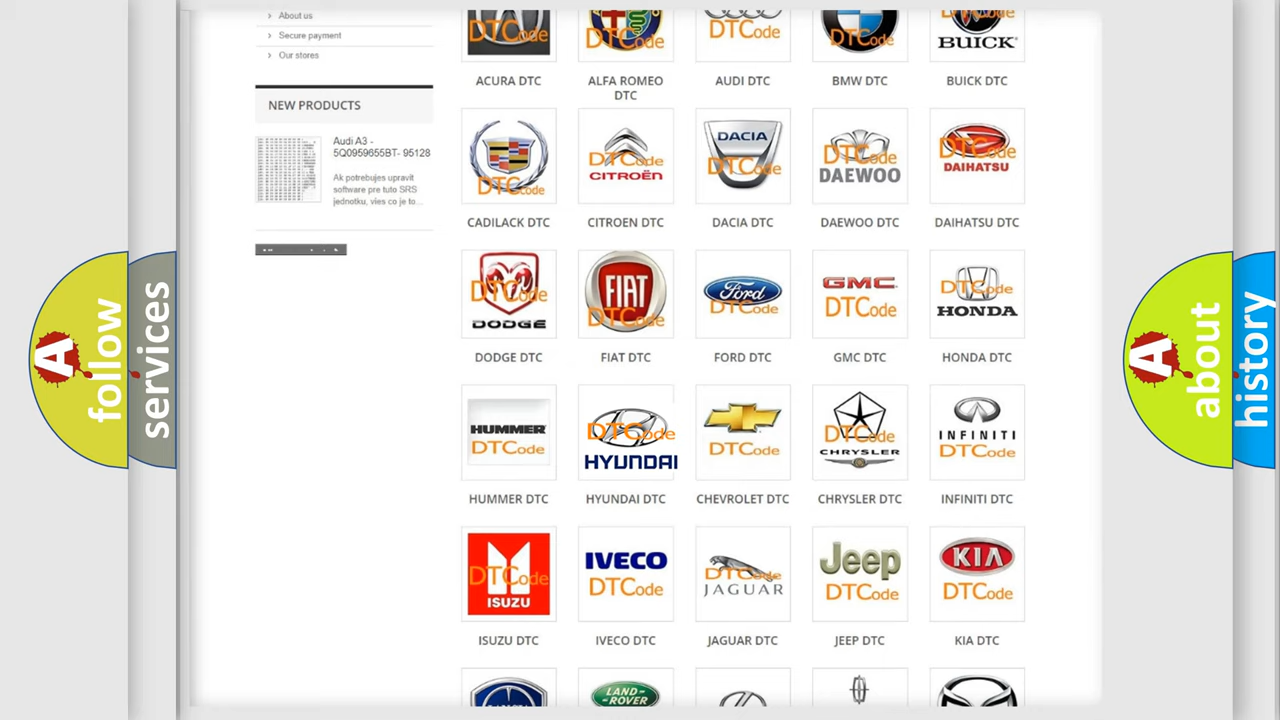 About us
Secure payment
Our stores
NEW PRODUCTS
Audi A3 -
5Q0959655BT- 95128
Ak potrebujes upravit
software pre tuto SRS
jednotku, vies co je to...
DTCode
DTCode
DTCode
DTCode
BUICK
ACURA DTC
ALFA ROMEO
DTC
AUDI DTC
BMW DTC
BUICK DTC
DTCode
DTCode
CITROËN
DACIA
DTCode
DTCode
DAEWOO
DTCode
DAIHATSU
CADILACK DTC
CITROEN DTC
DACIA DTC
DAEWOO DTC
DAIHATSU DTC
DTCode
DODGE
FIAT
DTCode
Ford
DTCode
GMC
DTCode
DTCode
HONDA
DODGE DTC
FIAT DTC
FORD DTC
GMC DTC
HONDA DTC
HUMMER
DTCode
DTCode
HYUNDAI
DTCode
DTCode
CHRYSLER
INFINITI
DTCode
HUMMER DTC
HYUNDAI DTC
CHEVROLET DTC
CHRYSLER DTC
INFINITI DTC
DTCode
ISUZU
IVECO
DTCode
DTCode
JAGUAR
Jeep
DTCode
KIA
DTCode
ISUZU DTC
IVECO DTC
JAGUAR DTC
JEEP DTC
KIA DTC
LAND-
ROVER
A
follow
services
A
about
history